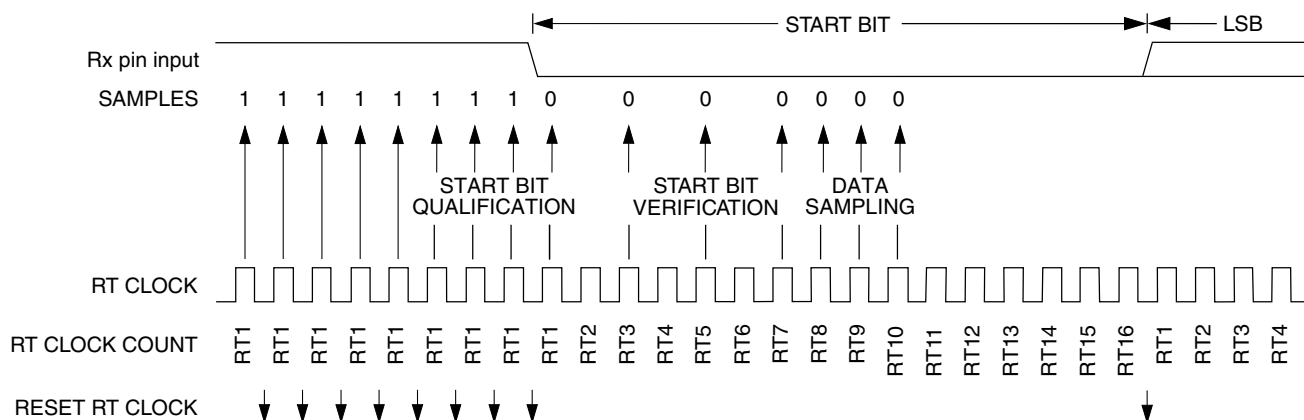 START BIT LSB
Rx pin input
SAMPLES 1 1 1 1 1 1 1 1 0 0 0 0 0 0 0
START BIT QUALIFICATION START BIT VERIFICATION DATA SAMPLING
RT CLOCK
RT CLOCK COUNT RT1 RT1 RT1 RT1 RT1 RT1 RT1 RT1 RT1 RT2 RT3 RT4 RT5 RT6 RT7 RT8 RT9 RT10 RT11 RT12 RT13 RT14 RT15 RT16 RT1 RT2 RT3 RT4
RESET RT CLOCK